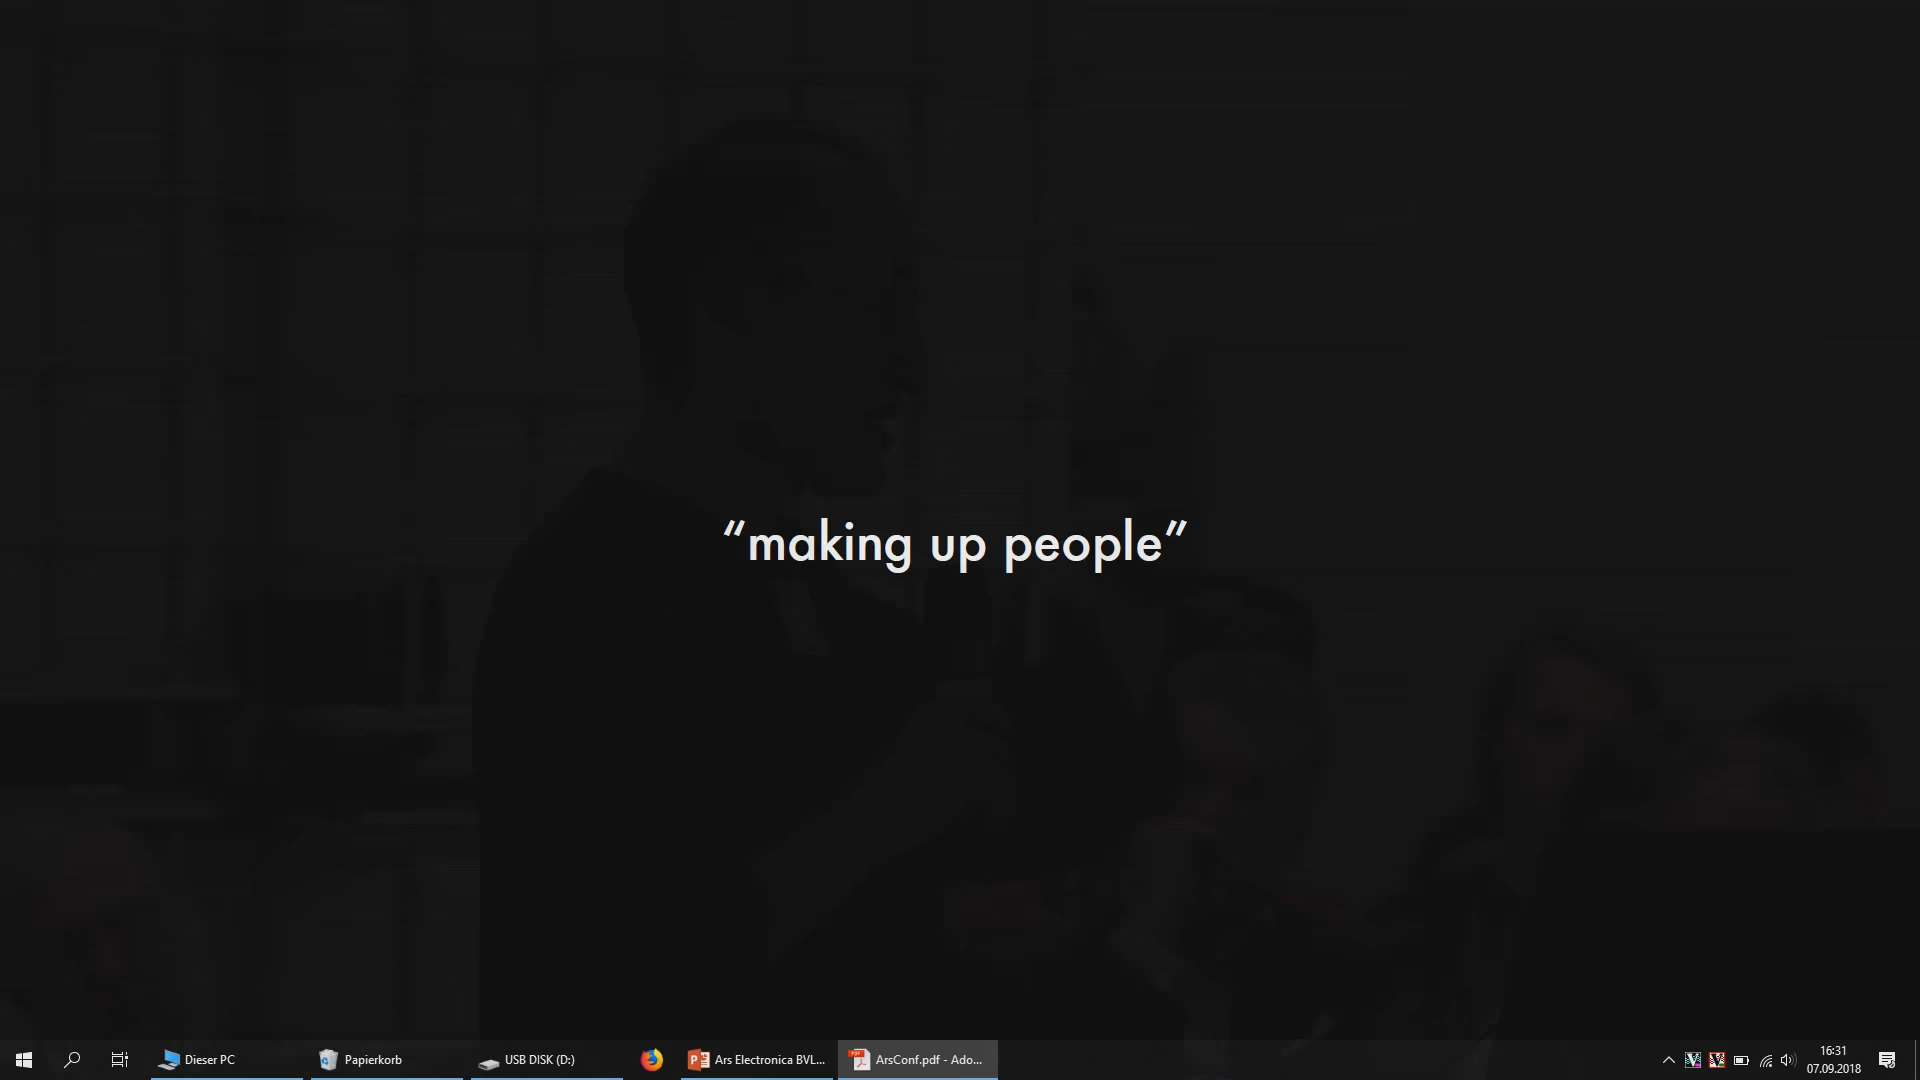 “making up people”
Dieser PC
Papierkorb
USB DISK (D:)
Ars Electronica BVL...
ArsConf.pdf - Ado...
16:31
07.09.2018